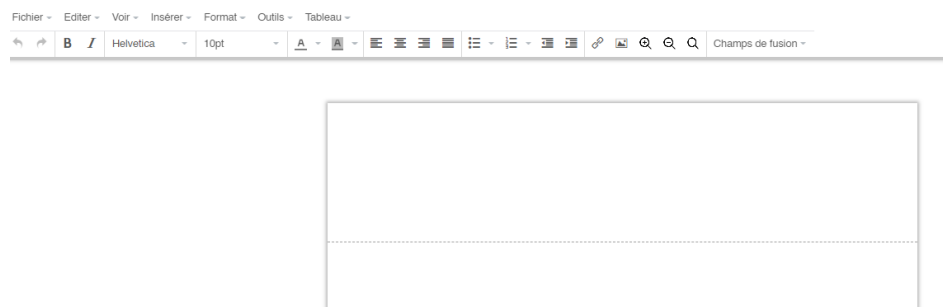 Fichier Editer Voir Insérer Format Outils Tableau
B I Helvetica 10pt A A Champs de fusion